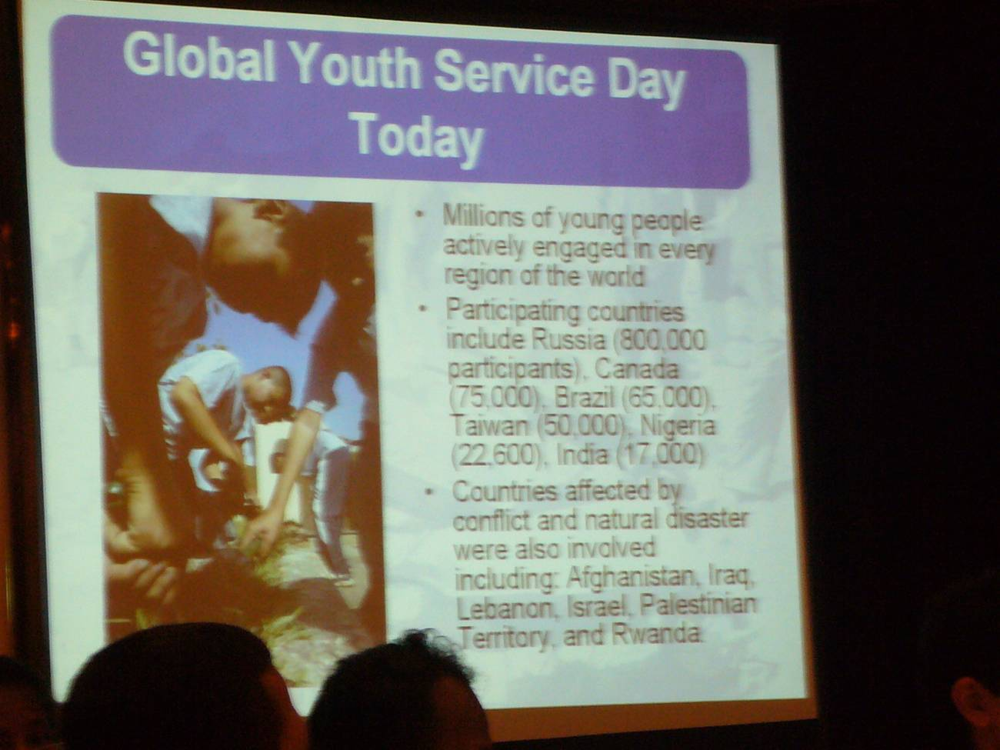 Global Youth Service Day
Today
• Millions of young people
actively engaged in every
region of the world
• Participating countries
include Russia (800,000
participants), Canada
(75,000), Brazil (65,000),
Taiwan (50,000), Nigeria
(22,600), India (17,000)
• Countries affected by
conflict and natural disaster
were also involved
including: Afghanistan, Iraq,
Lebanon, Israel, Palestinian
Territory, and Rwanda.